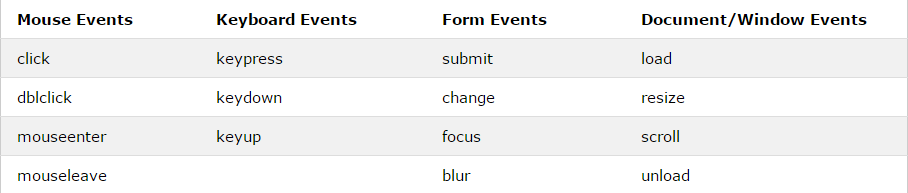 Mouse Events Keyboard Events Form Events Document/Window Events
click keypress submit load
dblclick keydown change resize
mouseenter keyup focus scroll
mouseleave blur unload